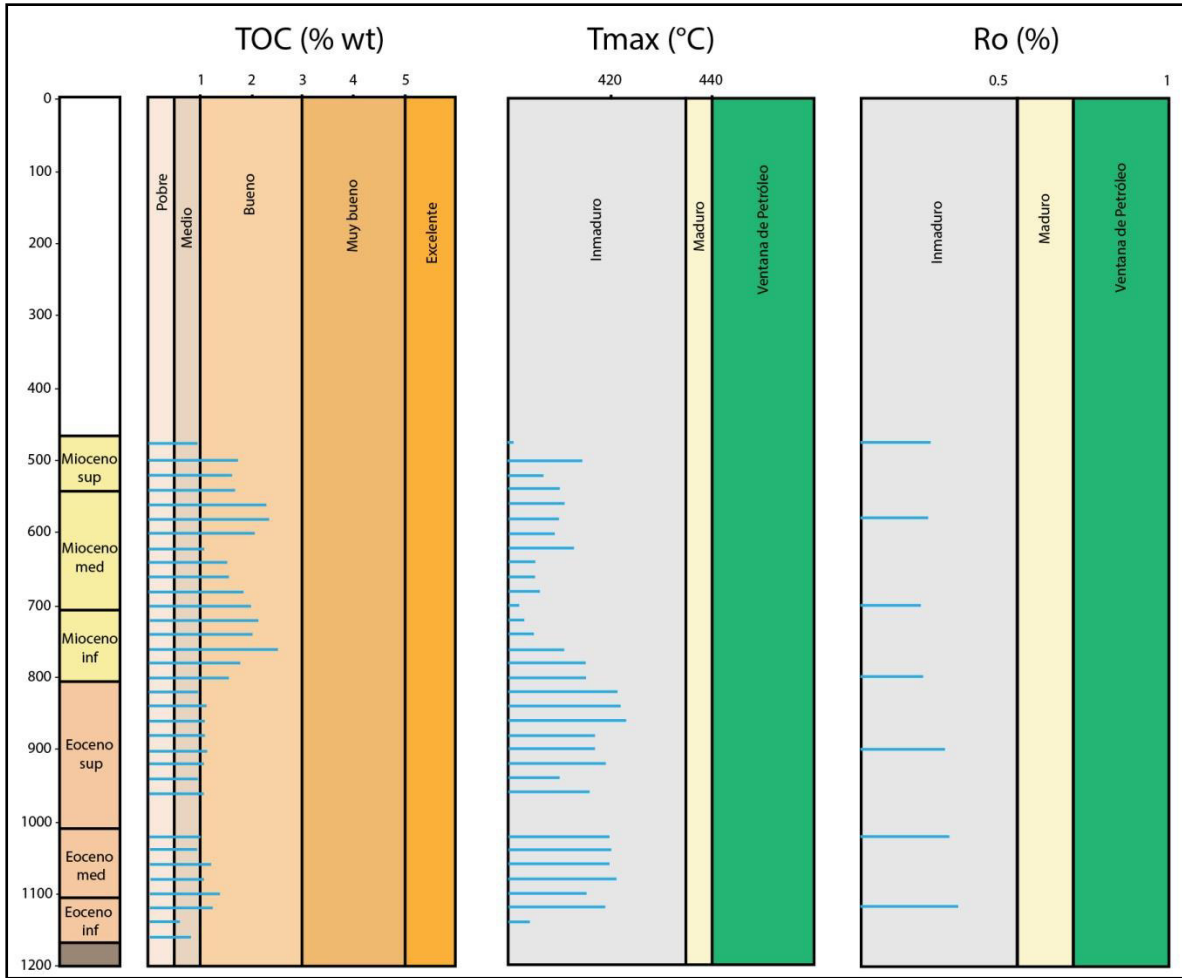 TOC (% wt)
Tmax (°C)
Ro (%)
1 2 3 4 5
420 440
0.5 1
0
100
200
300
400
500
600
700
800
900
1000
1100
1200
Mioceno
sup
Mioceno
med
Mioceno
inf
Eoceno
sup
Eoceno
med
Eoceno
inf
Pobre
Medio
Bueno
Muy bueno
Excelente
Inmaduro
Maduro
Ventana de Petróleo
Inmaduro
Maduro
Ventana de Petróleo